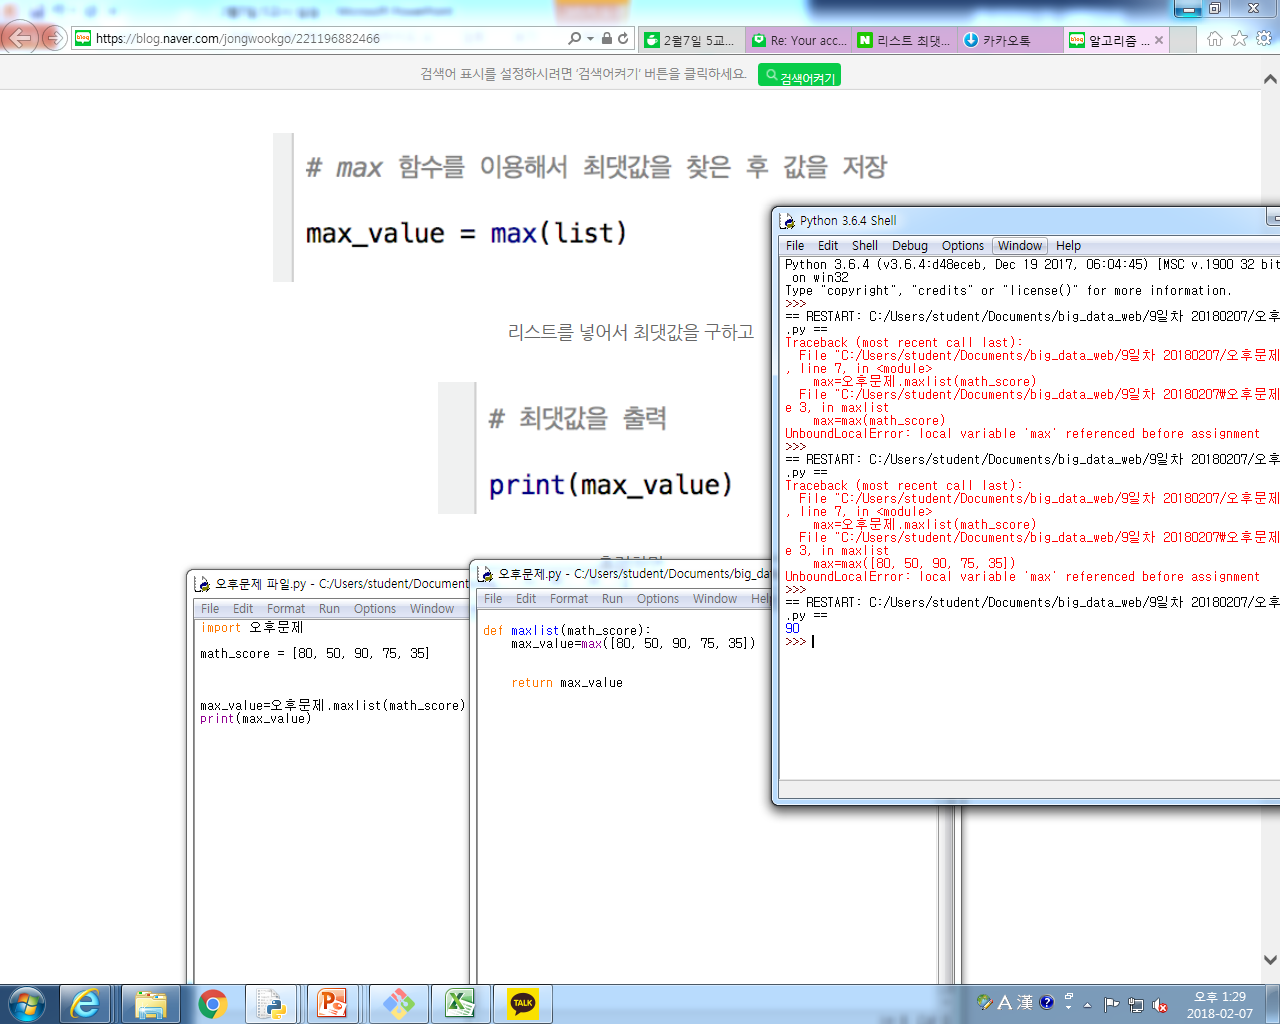 https://blog.naver.com/jongwookgo/221196882466
2월7일 5교...
Re: Your acc...
리스트 최댓...
카카오톡
알고리즘 ...
검색어 표시를 설정하시려면 '검색어켜기' 버튼을 클릭하세요.
검색어켜기
# max 함수를 이용해서 최댓값을 찾은 후 값을 저장
max_value = max(list)
리스트를 넣어서 최댓값을 구하고
# 최댓값을 출력
print(max_value)
Python 3.6.4 Shell
File Edit Shell Debug Options Window Help
Python 3.6.4 (v3.6.4:d48eceb, Dec 19 2017, 06:04:45) [MSC v.1900 32 bit
on win32
Type "copyright", "credits" or "license()" for more information.
>>>
== RESTART: C:/Users/student/Documents/big_data_web/9일차 20180207/오후
.py ==
Traceback (most recent call last):
File "C:/Users/student/Documents/big_data_web/9일차 20180207/오후문제
, line 7, in <module>
max=오후문제.maxlist(math_score)
File "C:/Users/student/Documents/big_data_web/9일차 20180207\오후문제
e 3, in maxlist
max=max(math_score)
UnboundLocalError: local variable 'max' referenced before assignment
>>>
== RESTART: C:/Users/student/Documents/big_data_web/9일차 20180207/오후
.py ==
Traceback (most recent call last):
File "C:/Users/student/Documents/big_data_web/9일차 20180207/오후문제
, line 7, in <module>
max=오후문제.maxlist(math_score)
File "C:/Users/student/Documents/big_data_web/9일차 20180207\오후문제
e 3, in maxlist
max=max([80, 50, 90, 75, 35])
UnboundLocalError: local variable 'max' referenced before assignment
>>>
== RESTART: C:/Users/student/Documents/big_data_web/9일차 20180207/오후
.py ==
90
>>>
오후문제 파일.py - C:/Users/student/Document
File Edit Format Run Options Window
import 오후문제
math_score = [80, 50, 90, 75, 35]
max_value=오후문제.maxlist(math_score)
print(max_value)
오후문제.py - C:/Users/student/Documents/big_da
File Edit Format Run Options Window Hel
def maxlist(math_score):
max_value=max([80, 50, 90, 75, 35])
return max_value
TALK
A 漢
오후 1:29
2018-02-07